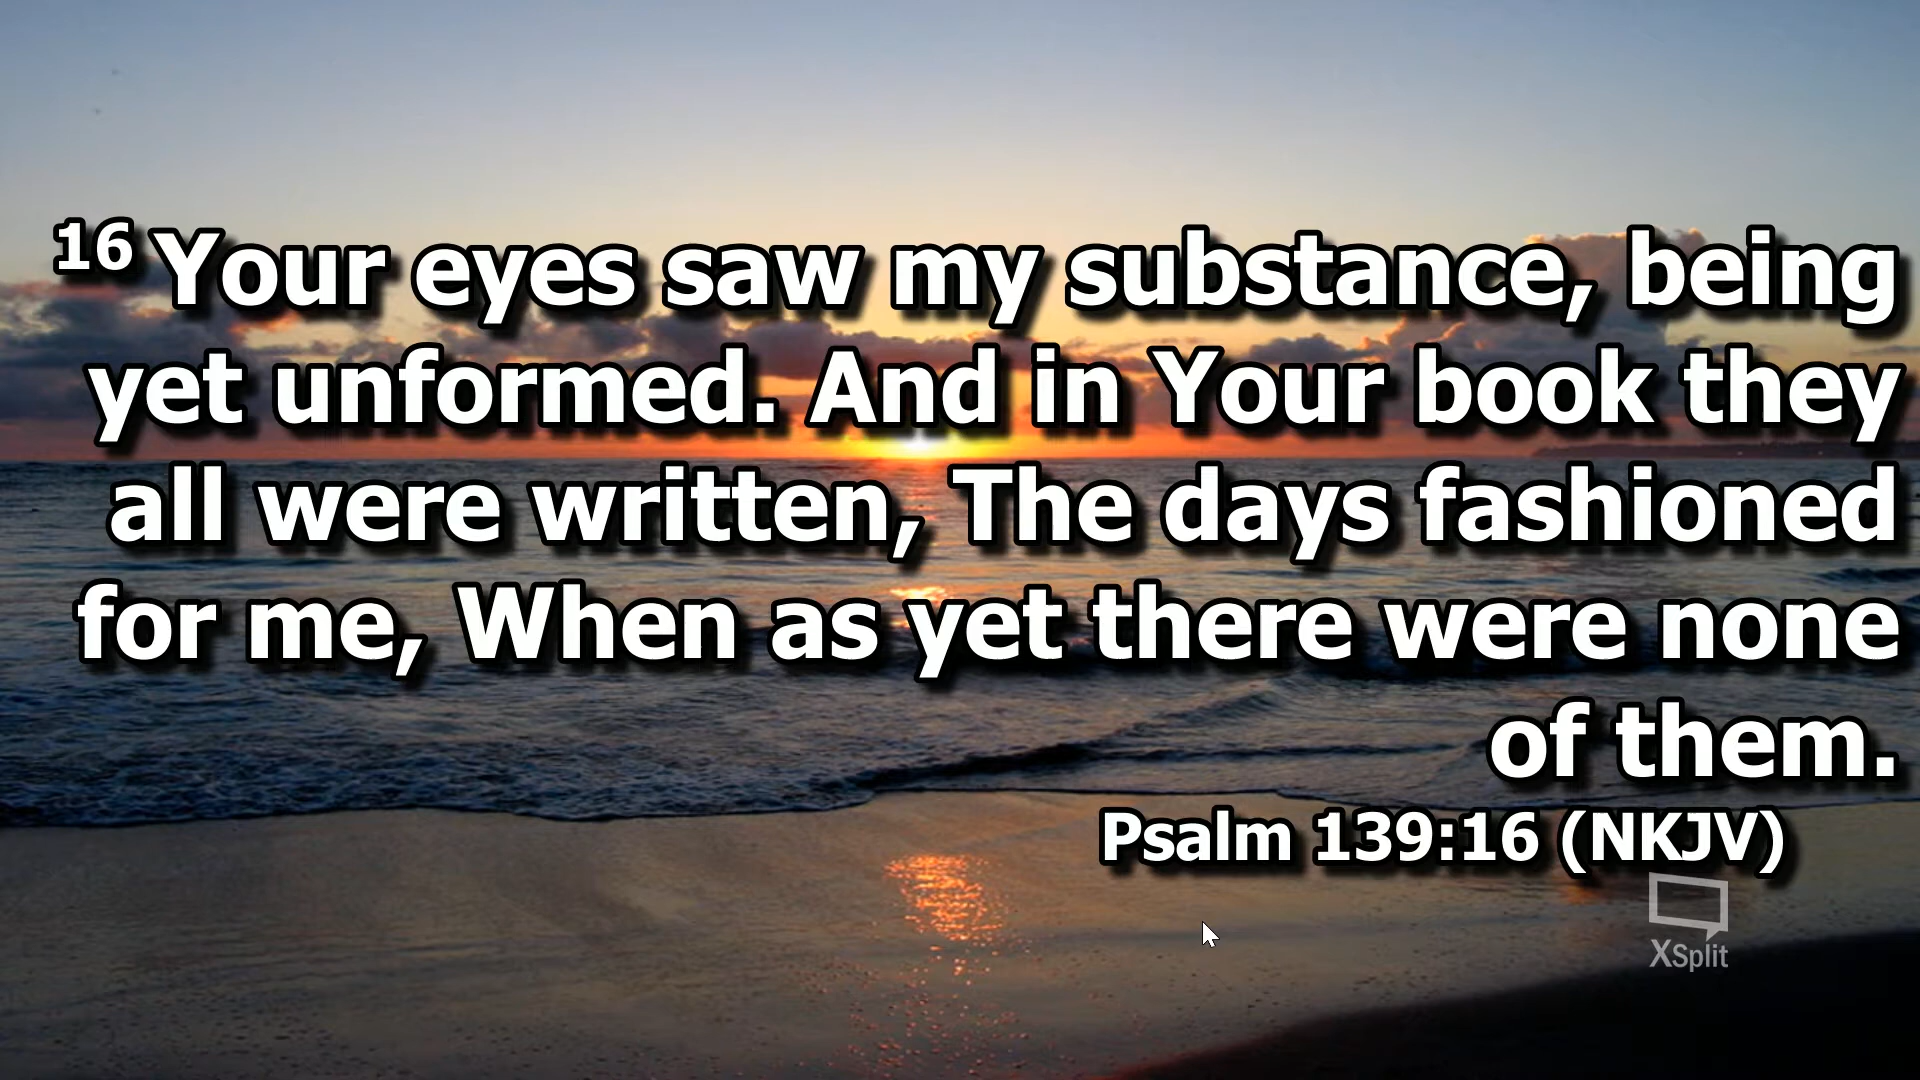 16 Your eyes saw my substance, being
yet unformed. And in Your book they
all were written, The days fashioned
for me, When as yet there were none
of them.
Psalm 139:16 (NKJV)
XSplit